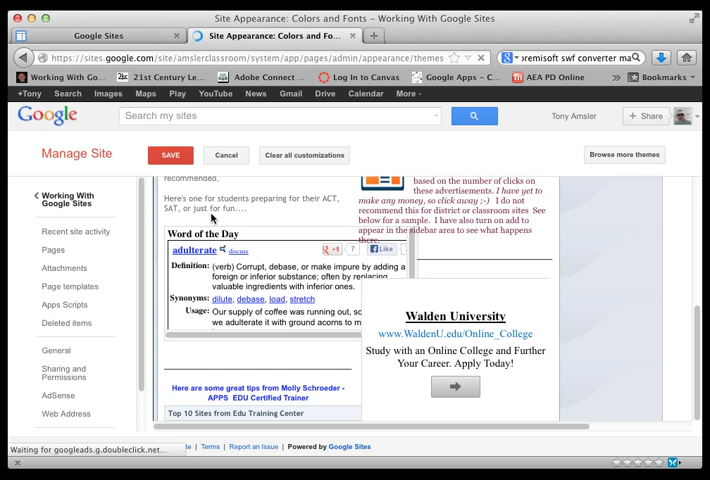 Site Appearance: Colors and Fonts – Working With Google Sites
Google Sites
Site Appearance: Colors and Fo...
https://sites.google.com/site/amslerclassroom/system/app/pages/admin/appearance/themes
oremisoft swf converter ma
Working With Go...
21st Century Le...
Adobe Connect ...
Log In to Canvas
Google Apps – C...
AEA PD Online
Bookmarks
+Tony Search Images Maps Play YouTube News Gmail Drive Calendar More
Google
Search my sites
Tony Amsler
+ Share
Manage Site
SAVE
Cancel
Clear all customizations
Browse more themes
Working With
Google Sites
Recent site activity
Pages
Attachments
Page templates
Apps Scripts
Deleted items
General
Sharing and
Permissions
AdSense
Web Address
recommended,
Here's one for students preparing for their ACT,
SAT, or just for fun....
Word of the Day
adulterate discuss
+1 7 Like
Definition: (verb) Corrupt, debase, or make impure by adding a
foreign or inferior substance; often by replacing
valuable ingredients with inferior ones.
Synonyms: dilute, debase, load, stretch
Usage: Our supply of coffee was running out, so
we adulterated it with ground acorns to m
Here are some great tips from Molly Schroeder -
APPS EDU Certified Trainer
Top 10 Sites from Edu Training Center
based on the number of clicks on
these advertisements. I have yet to
make any money, so click away ;-) I do not
recommend this for district or classroom sites See
below for a sample. I have also turn on add to
appear in the sidebar area to see what happens
there.
Walden University
www.WaldenU.edu/Online_College
Study with an Online College and Further
Your Career. Apply Today!
Waiting for googleads.g.doubleclick.net...
Terms | Report an Issue | Powered by Google Sites